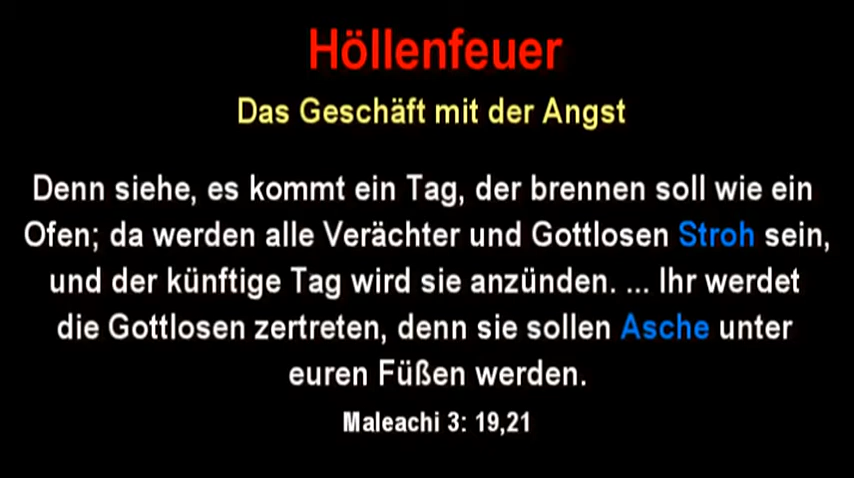 Höllenfeuer
Das Geschäft mit der Angst
Denn siehe, es kommt ein Tag, der brennen soll wie ein
Ofen; da werden alle Verächter und Gottlosen Stroh sein,
und der künftige Tag wird sie anzünden. ... Ihr werdet
die Gottlosen zertreten, denn sie sollen Asche unter
euren Füßen werden.
Maleachi 3: 19,21